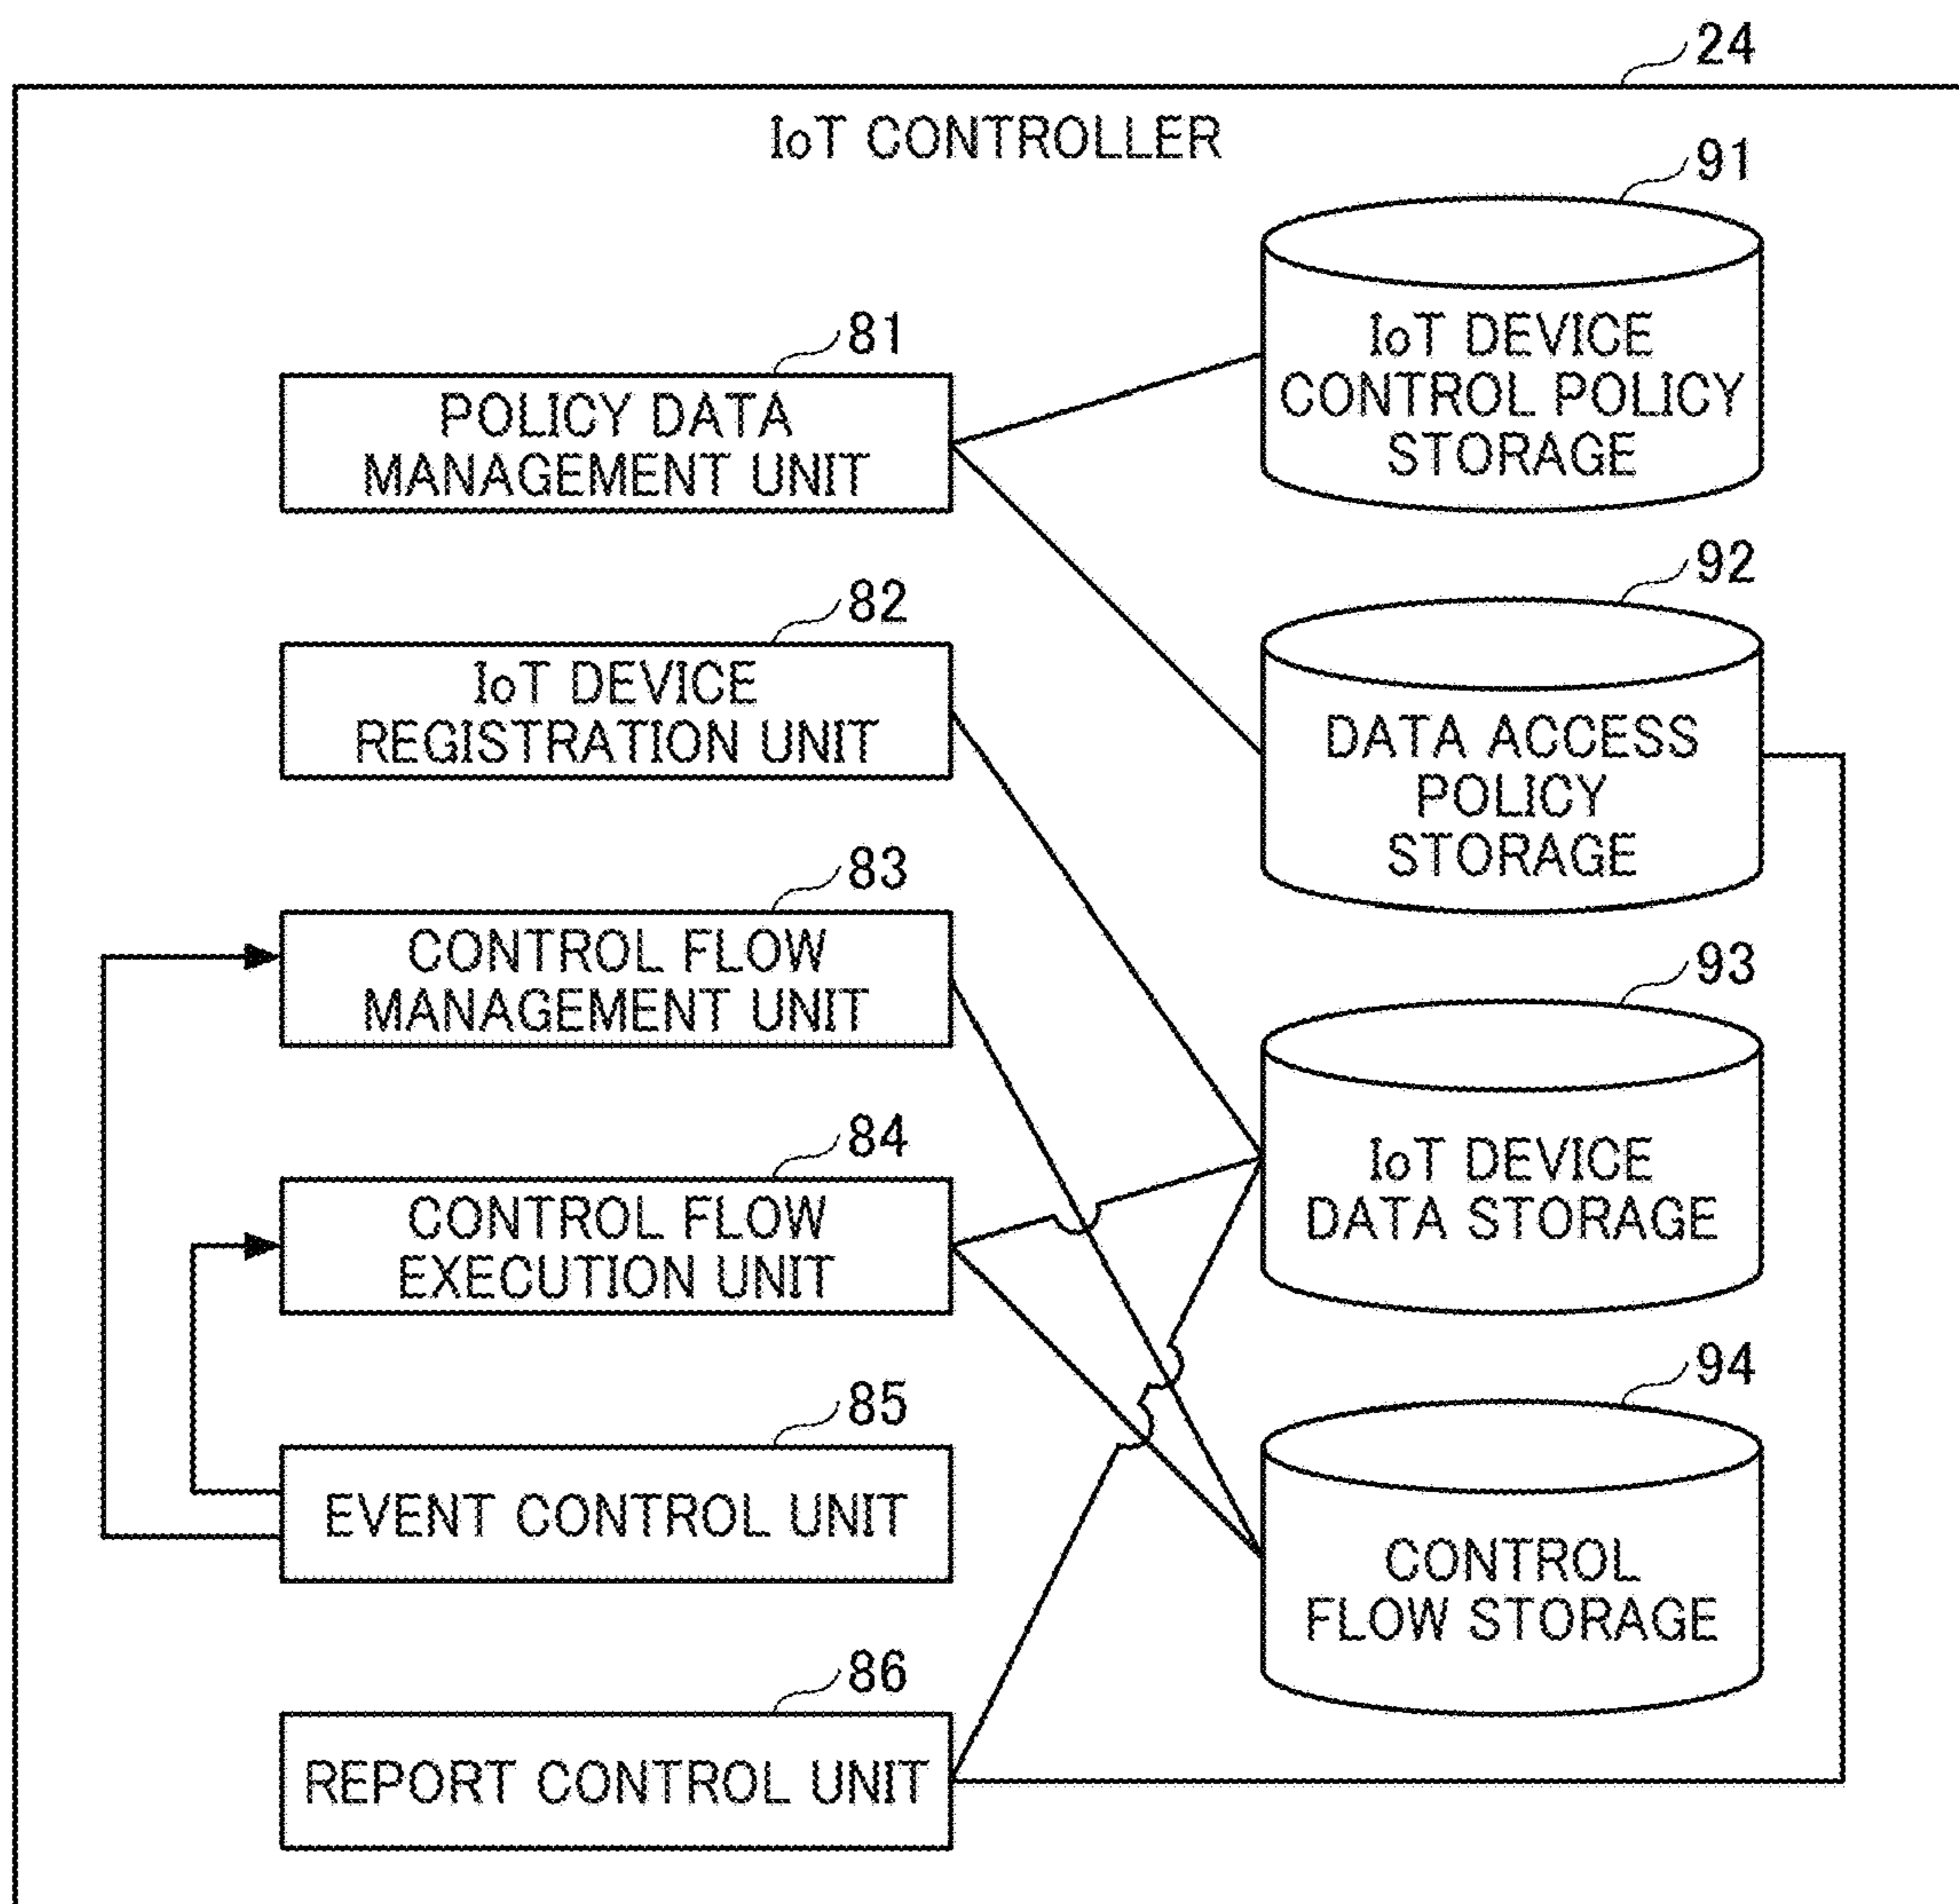 24
IoT CONTROLLER
91
IoT DEVICE
CONTROL POLICY
STORAGE
81
POLICY DATA
MANAGEMENT UNIT
92
DATA ACCESS
POLICY
STORAGE
82
IoT DEVICE
REGISTRATION UNIT
83
CONTROL FLOW
MANAGEMENT UNIT
93
IoT DEVICE
DATA STORAGE
84
CONTROL FLOW
EXECUTION UNIT
94
CONTROL
FLOW STORAGE
85
EVENT CONTROL UNIT
86
REPORT CONTROL UNIT